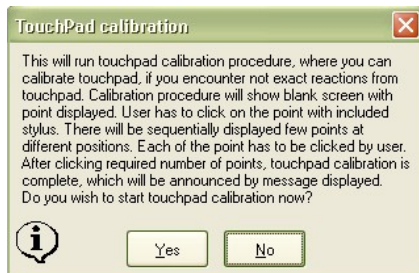 TouchPad calibration
This will run touchpad calibration procedure, where you can
calibrate touchpad, if you encounter not exact reactions from
touchpad. Calibration procedure will show blank screen with
point displayed. User has to click on the point with included
stylus. There will be sequentially displayed few points at
different positions. Each of the point has to be clicked by user.
After clicking required number of points, touchpad calibration is
complete, which will be announced by message displayed.
Do you wish to start touchpad calibration now?
Yes No